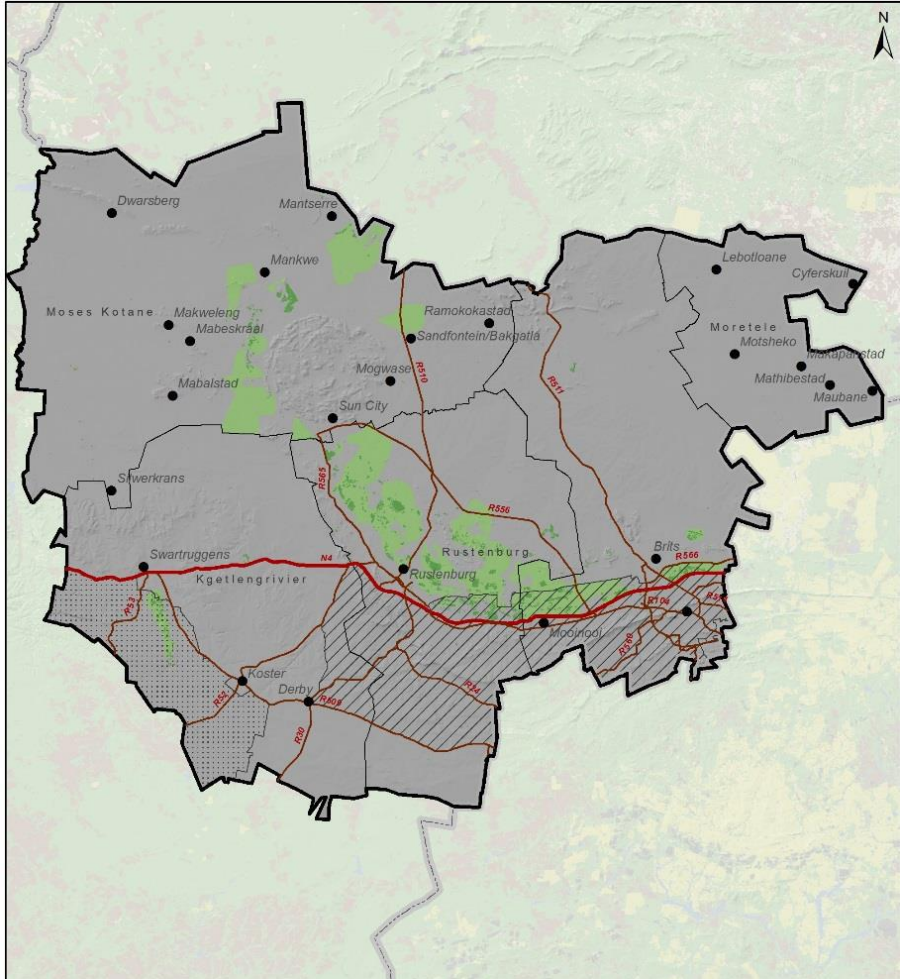 N
Dwarsberg
Mantserre
Mankwe
Lebotloane
Cyferskuil
Moses Kotane
Makweleng
Mabeskraal
Ramokokastad
Sandfontein/Bakgatla
Moretele
Motsheko
Makapanstad
Mathibestad
Maubane
Mogwase
R510
R511
Mabalstad
Sun City
R565
Silwerkrans
R556
Swartruggens
N4
Kgetlengrivier
Rustenburg
Rustenburg
Brits
R566
R53
R104
Mooinooi
R560
Koster
R52
Derby
R509
R24
R30